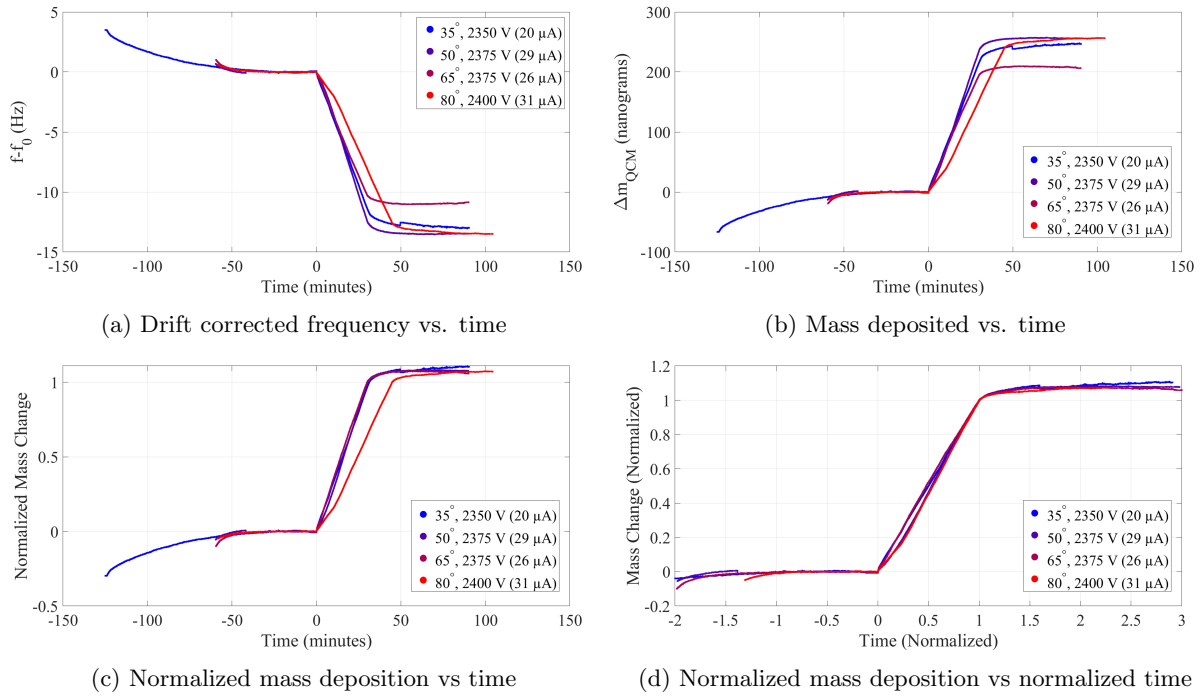 5
0
-5
-10
-15
f-f0 (Hz)
-150 -100 -50 0 50 100 150
Time (minutes)
35°, 2350 V (20 µA)
50°, 2375 V (29 µA)
65°, 2375 V (26 µA)
80°, 2400 V (31 µA)
(a) Drift corrected frequency vs. time
300
200
100
0
-100
ΔmQCM (nanograms)
-150 -100 -50 0 50 100 150
Time (minutes)
35°, 2350 V (20 µA)
50°, 2375 V (29 µA)
65°, 2375 V (26 µA)
80°, 2400 V (31 µA)
(b) Mass deposited vs. time
1
0.5
0
-0.5
Normalized Mass Change
-150 -100 -50 0 50 100 150
Time (minutes)
35°, 2350 V (20 µA)
50°, 2375 V (29 µA)
65°, 2375 V (26 µA)
80°, 2400 V (31 µA)
(c) Normalized mass deposition vs time
1.2
1
0.8
0.6
0.4
0.2
0
-0.2
Mass Change (Normalized)
-2 -1.5 -1 -0.5 0 0.5 1 1.5 2 2.5 3
Time (Normalized)
35°, 2350 V (20 µA)
50°, 2375 V (29 µA)
65°, 2375 V (26 µA)
80°, 2400 V (31 µA)
(d) Normalized mass deposition vs normalized time